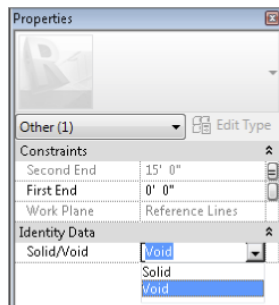 Properties
Other (1)
Edit Type
Constraints
Second End 15' 0"
First End 0' 0"
Work Plane Reference Lines
Identity Data
Solid/Void Void
Solid
Void